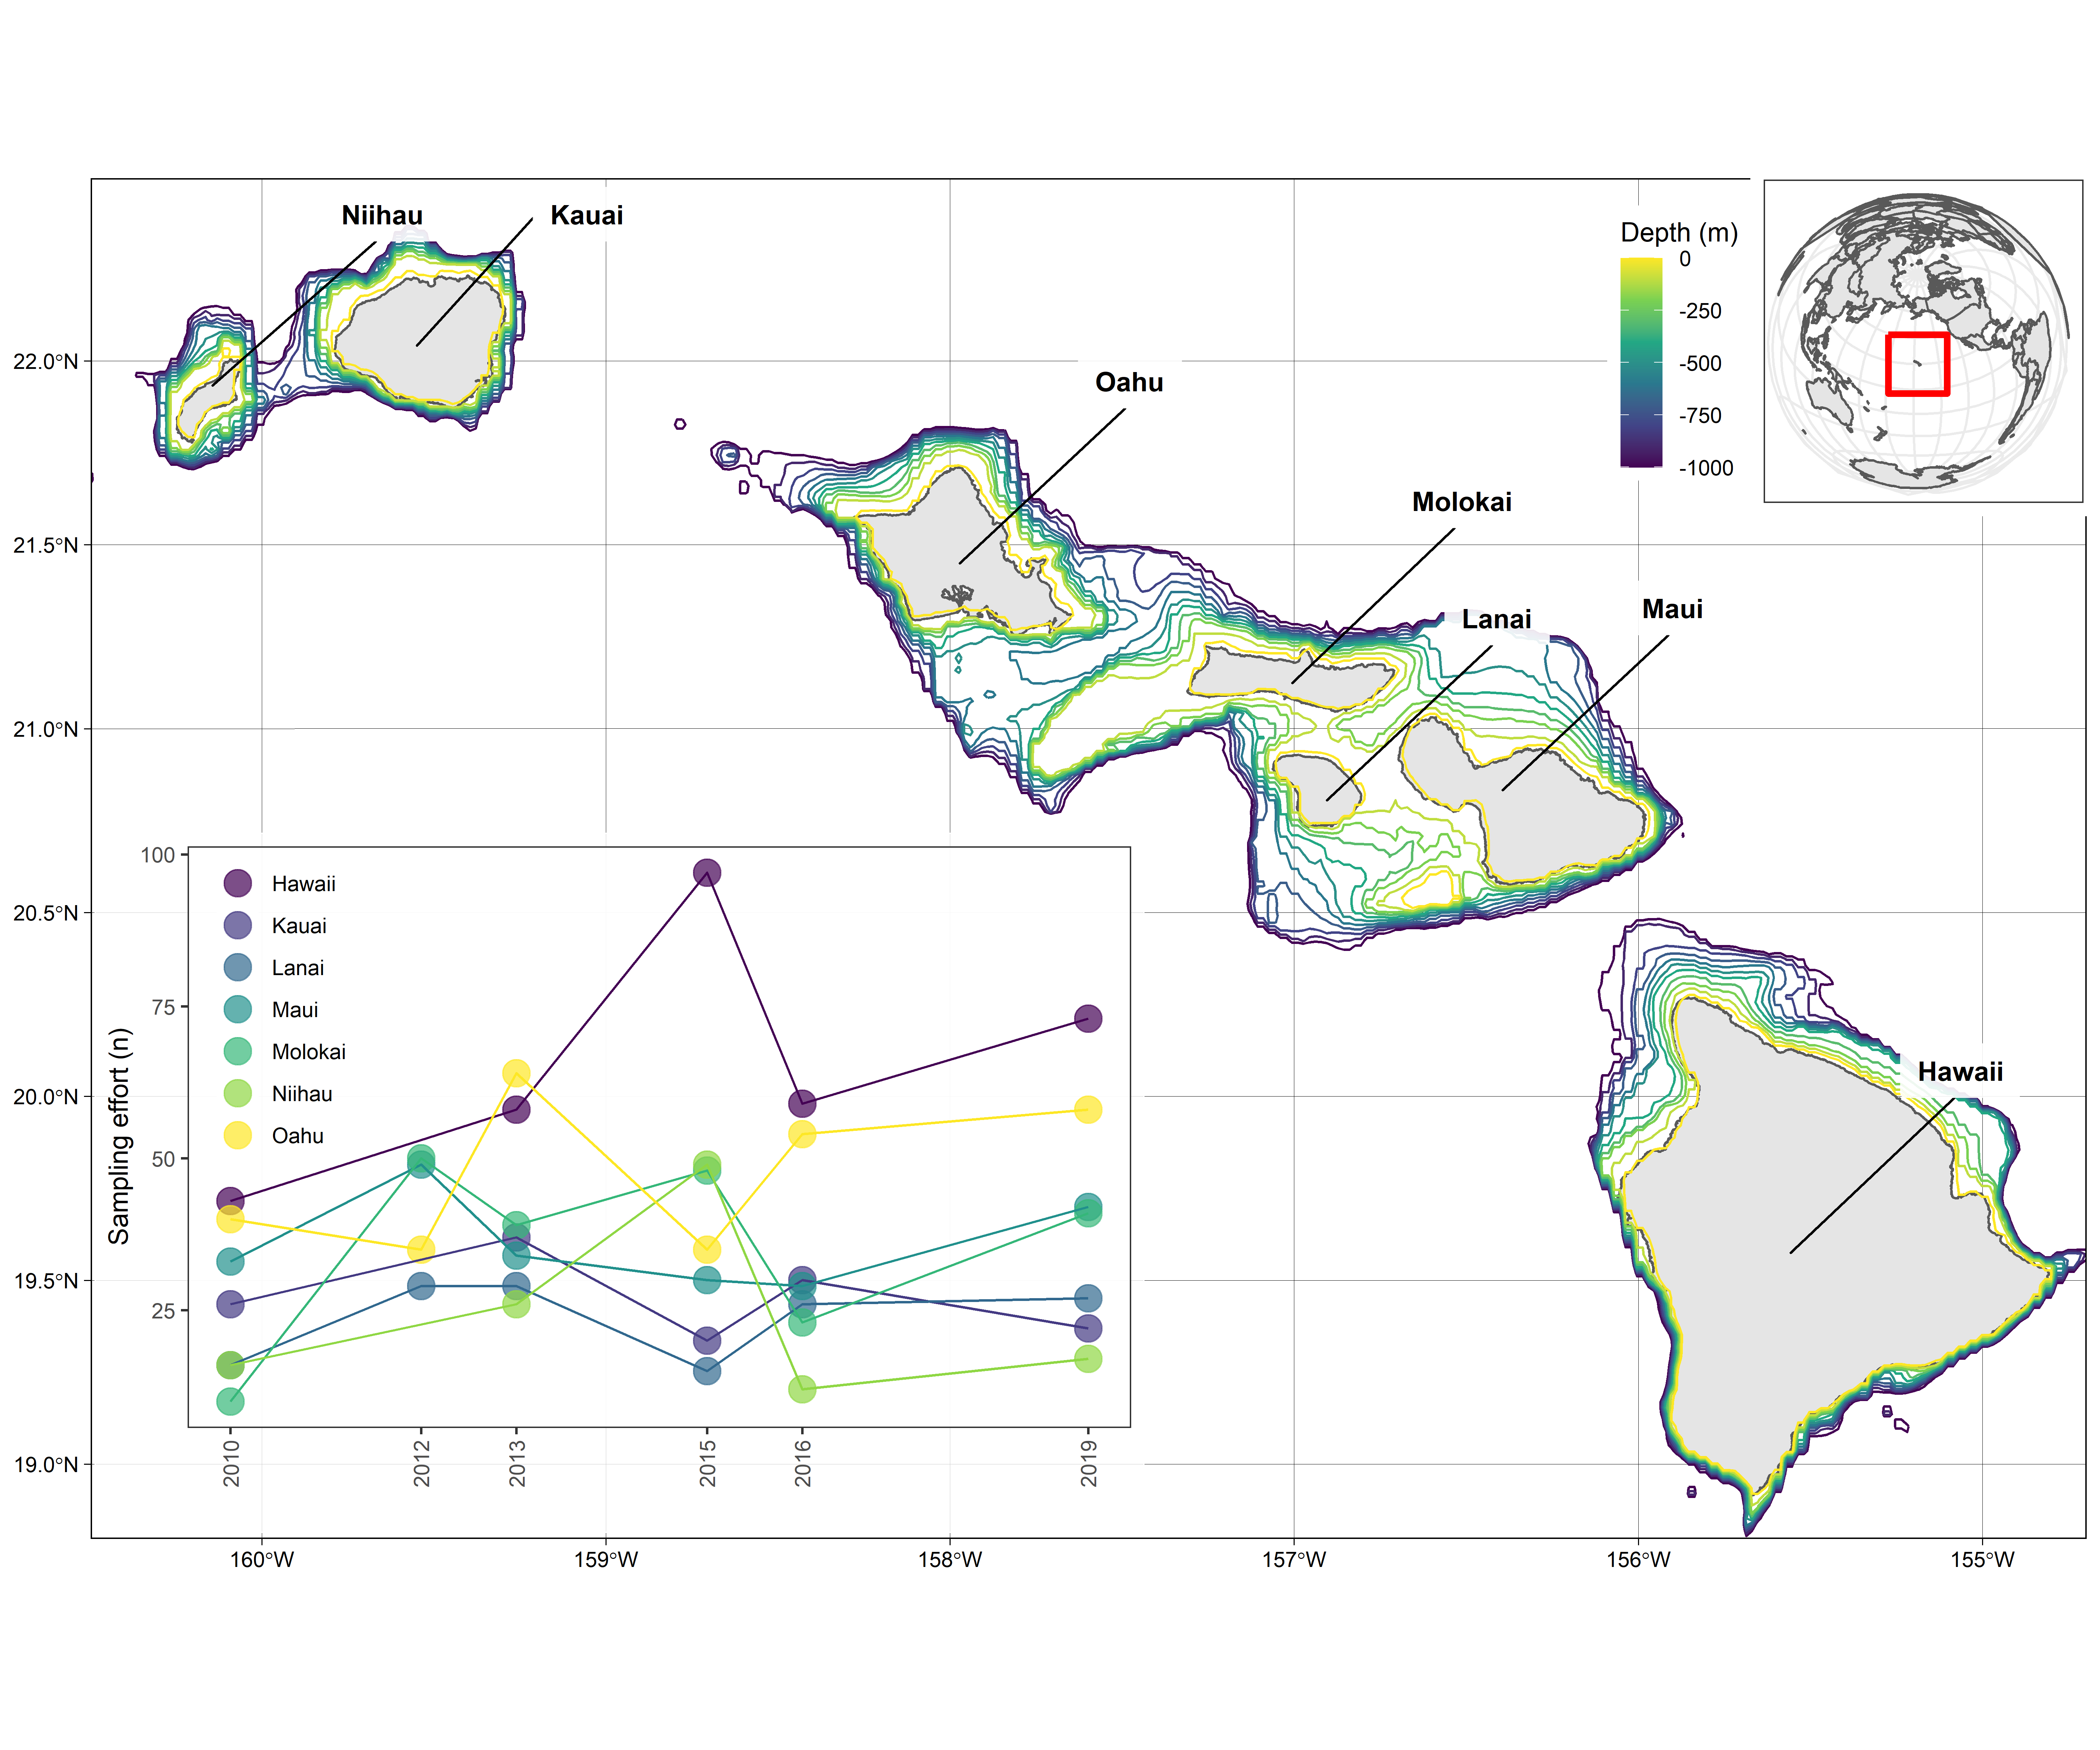 Niihau
Kauai
Oahu
Molokai
Lanai
Maui
Hawaii
Depth (m)
0
-250
-500
-750
-1000
22.0°N
21.5°N
21.0°N
20.5°N
20.0°N
19.5°N
19.0°N
160°W
159°W
158°W
157°W
156°W
155°W
Sampling effort (n)
100
75
50
25
Hawaii
Kauai
Lanai
Maui
Molokai
Niihau
Oahu
2010
2012
2013
2015
2016
2019